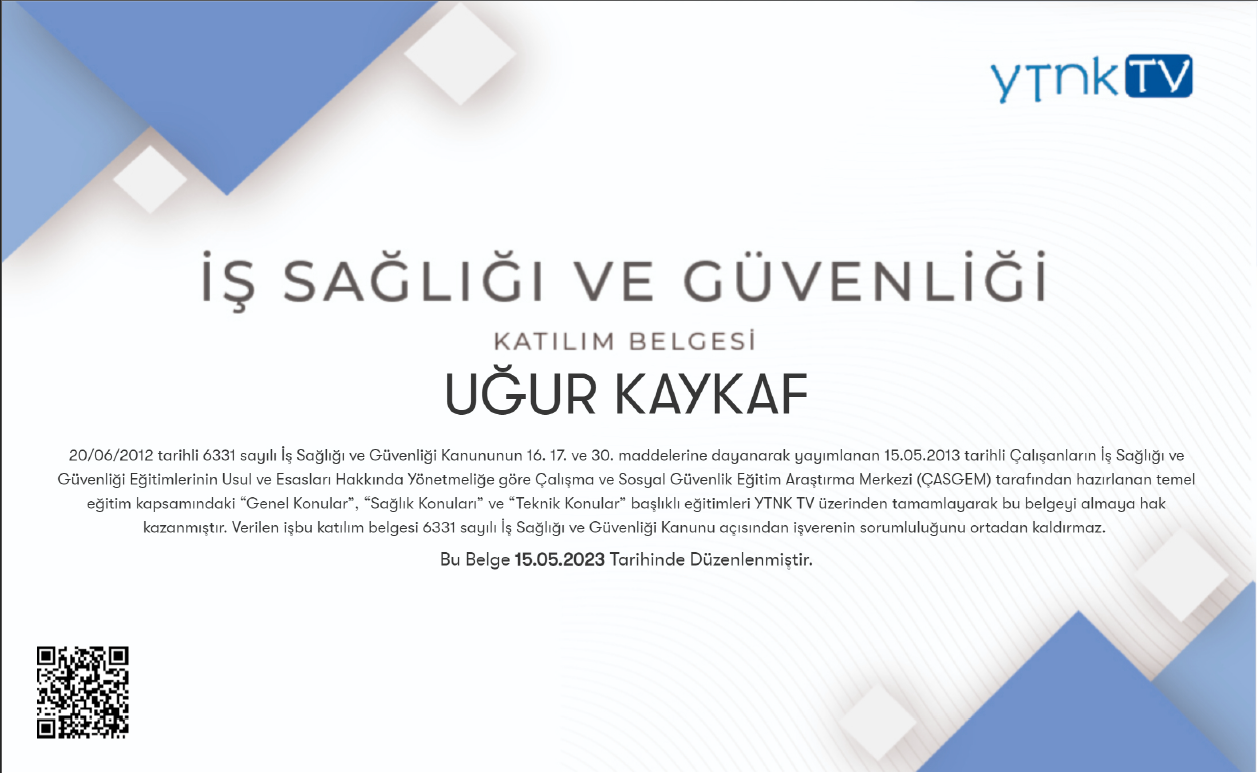 YTNK TV
İŞ SAĞLIĞI VE GÜVENLİĞİ
KATILIM BELGESİ
UĞUR KAYKAF
20/06/2012 tarihli 6331 sayılı İş Sağlığı ve Güvenliği Kanununun 16. 17. ve 30. maddelerine dayanarak yayımlanan 15.05.2013 tarihli Çalışanların İş Sağlığı ve
Güvenliği Eğitimlerinin Usul ve Esasları Hakkında Yönetmeliğe göre Çalışma ve Sosyal Güvenlik Eğitim Araştırma Merkezi (ÇASGEM) tarafından hazırlanan temel
eğitim kapsamındaki “Genel Konular”, “Sağlık Konuları” ve “Teknik Konular” başlıklı eğitimleri YTNK TV üzerinden tamamlayarak bu belgeyi almaya hak
kazanmıştır. Verilen işbu katılım belgesi 6331 sayılı İş Sağlığı ve Güvenliği Kanunu açısından işverenin sorumluluğunu ortadan kaldırmaz.
Bu Belge 15.05.2023 Tarihinde Düzenlenmiştir.